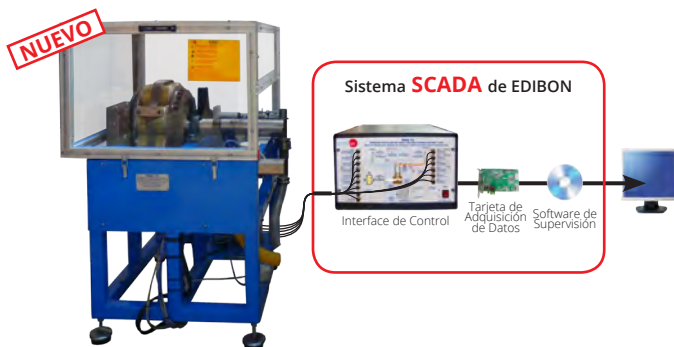 NUEVO
Sistema SCADA de EDIBON
Interface de Control
Tarjeta de
Adquisición
de Datos
Software de
Supervisión